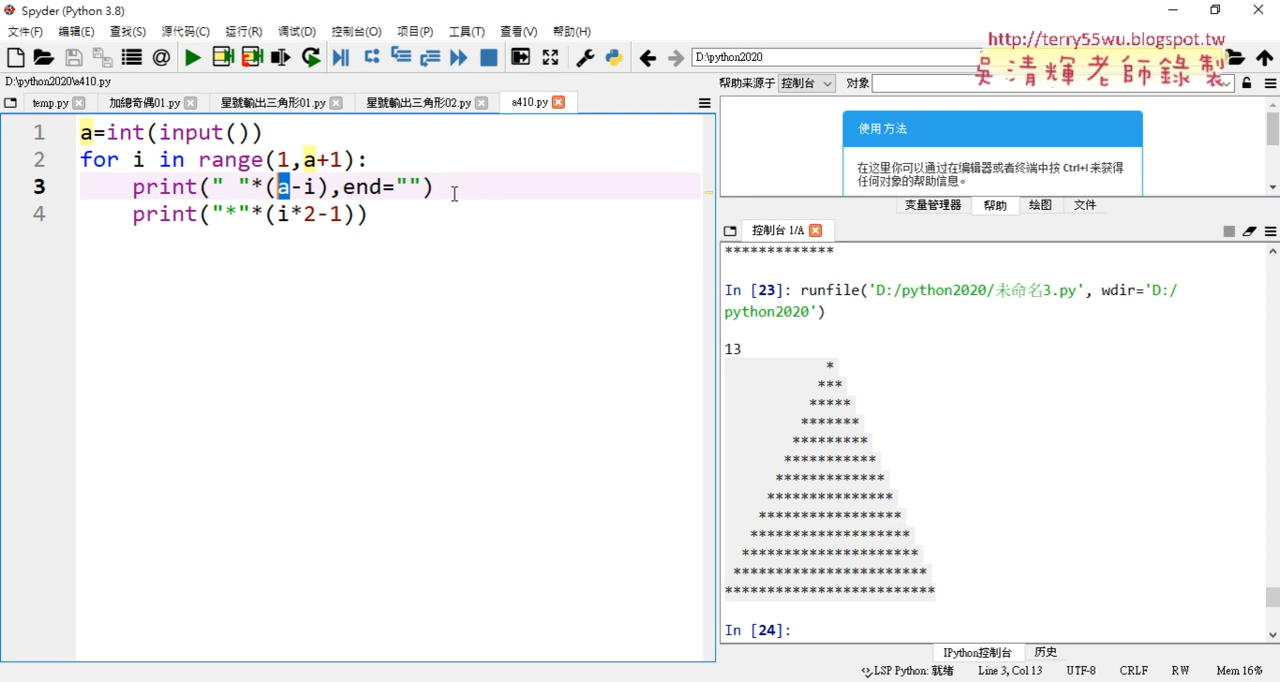 Spyder (Python 3.8)
文件(F) 编辑(E) 查找(S) 源代码(C) 运行(R) 调试(D) 控制台(O) 项目(P) 工具(T) 查看(V) 帮助(H)
http://terry55wu.blogspot.tw
D:\python2020
吳清輝老師錄製
D:\python2020\a410.py
帮助来源于 控制台 对象
temp.py 加總奇偶01.py 星號輸出三角形01.py 星號輸出三角形02.py a410.py
1 a=int(input())
2 for i in range(1,a+1):
3 print(" "*(a-i),end="")
4 print("*"*(i*2-1))
使用方法
在这里你可以通过在编辑器或者终端中按 Ctrl+I 来获得
任何对象的帮助信息。
变量管理器 帮助 绘图 文件
控制台 1/A
*************
In [23]: runfile('D:/python2020/未命名3.py', wdir='D:/
python2020')
13
*
***
*****
*******
*********
***********
*************
***************
*****************
*******************
*********************
***********************
*************************
In [24]:
IPython控制台 历史
LSP Python: 就绪 Line 3, Col 13 UTF-8 CRLF RW Mem 16%